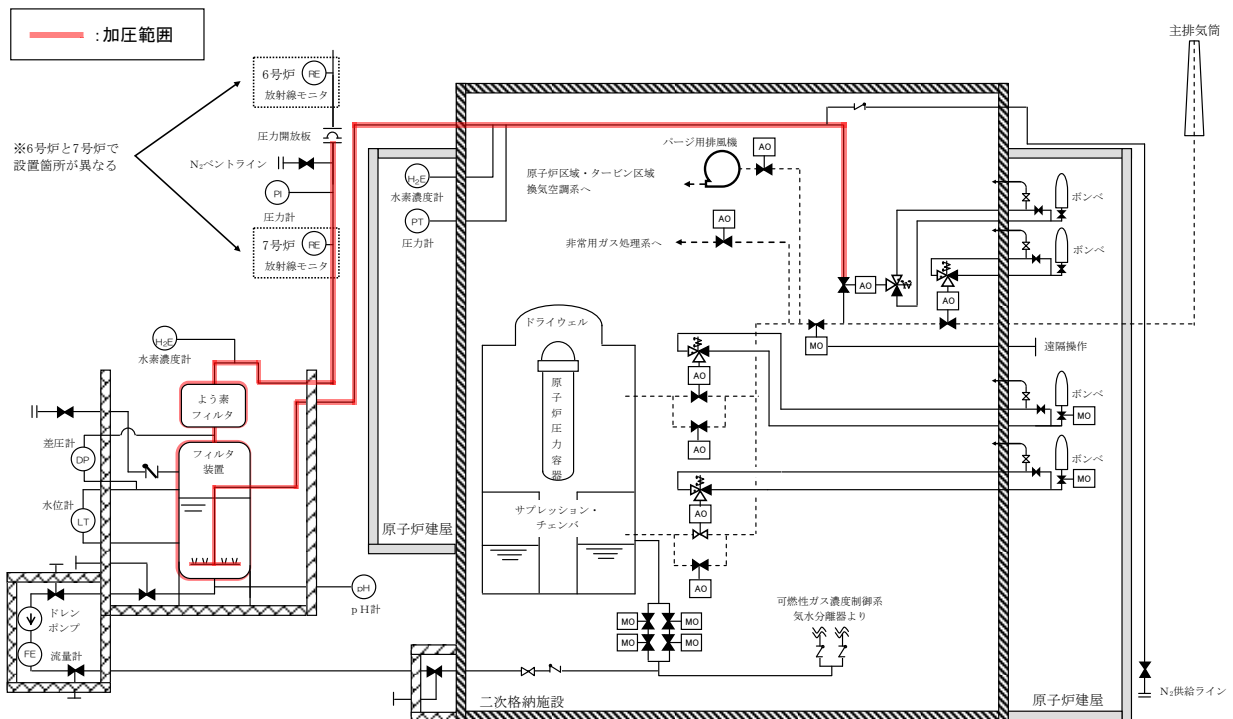 ：加圧範囲
主排気筒
6号炉
RE
放射線モニタ
圧力開放板
※6号炉と7号炉で
設置箇所が異なる
N₂ベントライン
PI
圧力計
7号炉
RE
放射線モニタ
H₂E
水素濃度計
PT
圧力計
パージ用排風機
AO
原子炉区域・タービン区域
換気空調系へ
AO
非常用ガス処理系へ
ボンベ
ボンベ
AO
AO
MO
遠隔操作
ドライウェル
原子炉圧力容器
サプレッション・
チェンバ
AO
AO
AO
AO
ボンベ
MO
ボンベ
MO
H₂E
水素濃度計
よう素
フィルタ
フィルタ
装置
差圧計
DP
水位計
LT
原子炉建屋
pH
pH計
ドレン
ポンプ
FE
流量計
MO
MO
MO
MO
可燃性ガス濃度制御系
気水分離器より
二次格納施設
原子炉建屋
N₂供給ライン